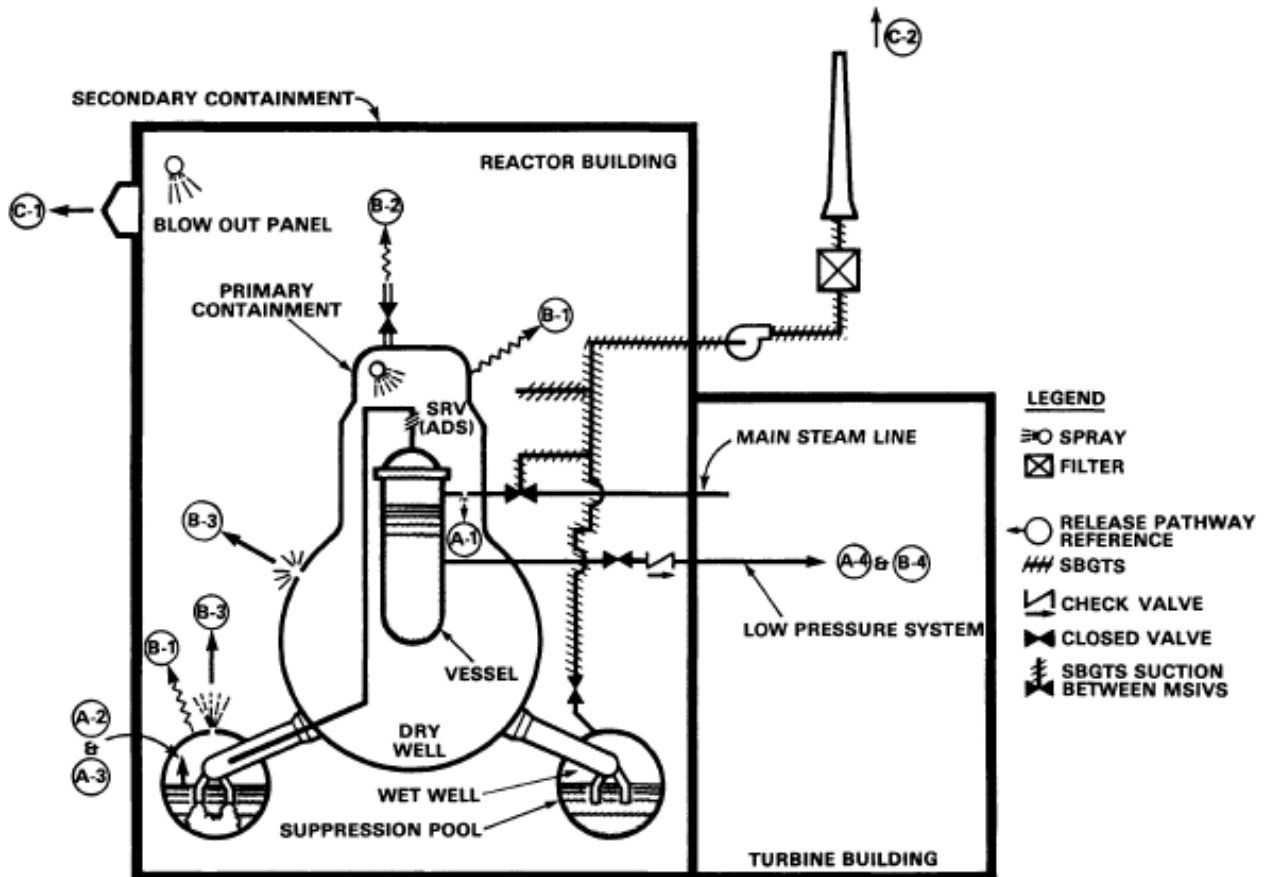 C-2
SECONDARY CONTAINMENT
REACTOR BUILDING
C-1
BLOW OUT PANEL
B-2
PRIMARY
CONTAINMENT
B-1
SRV
(ADS)
MAIN STEAM LINE
LEGEND
SPRAY
FILTER
RELEASE PATHWAY
REFERENCE
SBGTS
CHECK VALVE
CLOSED VALVE
SBGTS SUCTION
BETWEEN MSIVS
B-3
A-1
A-4 & B-4
LOW PRESSURE SYSTEM
B-3
B-1
VESSEL
A-2
&
A-3
DRY
WELL
WET WELL
SUPPRESSION POOL
TURBINE BUILDING